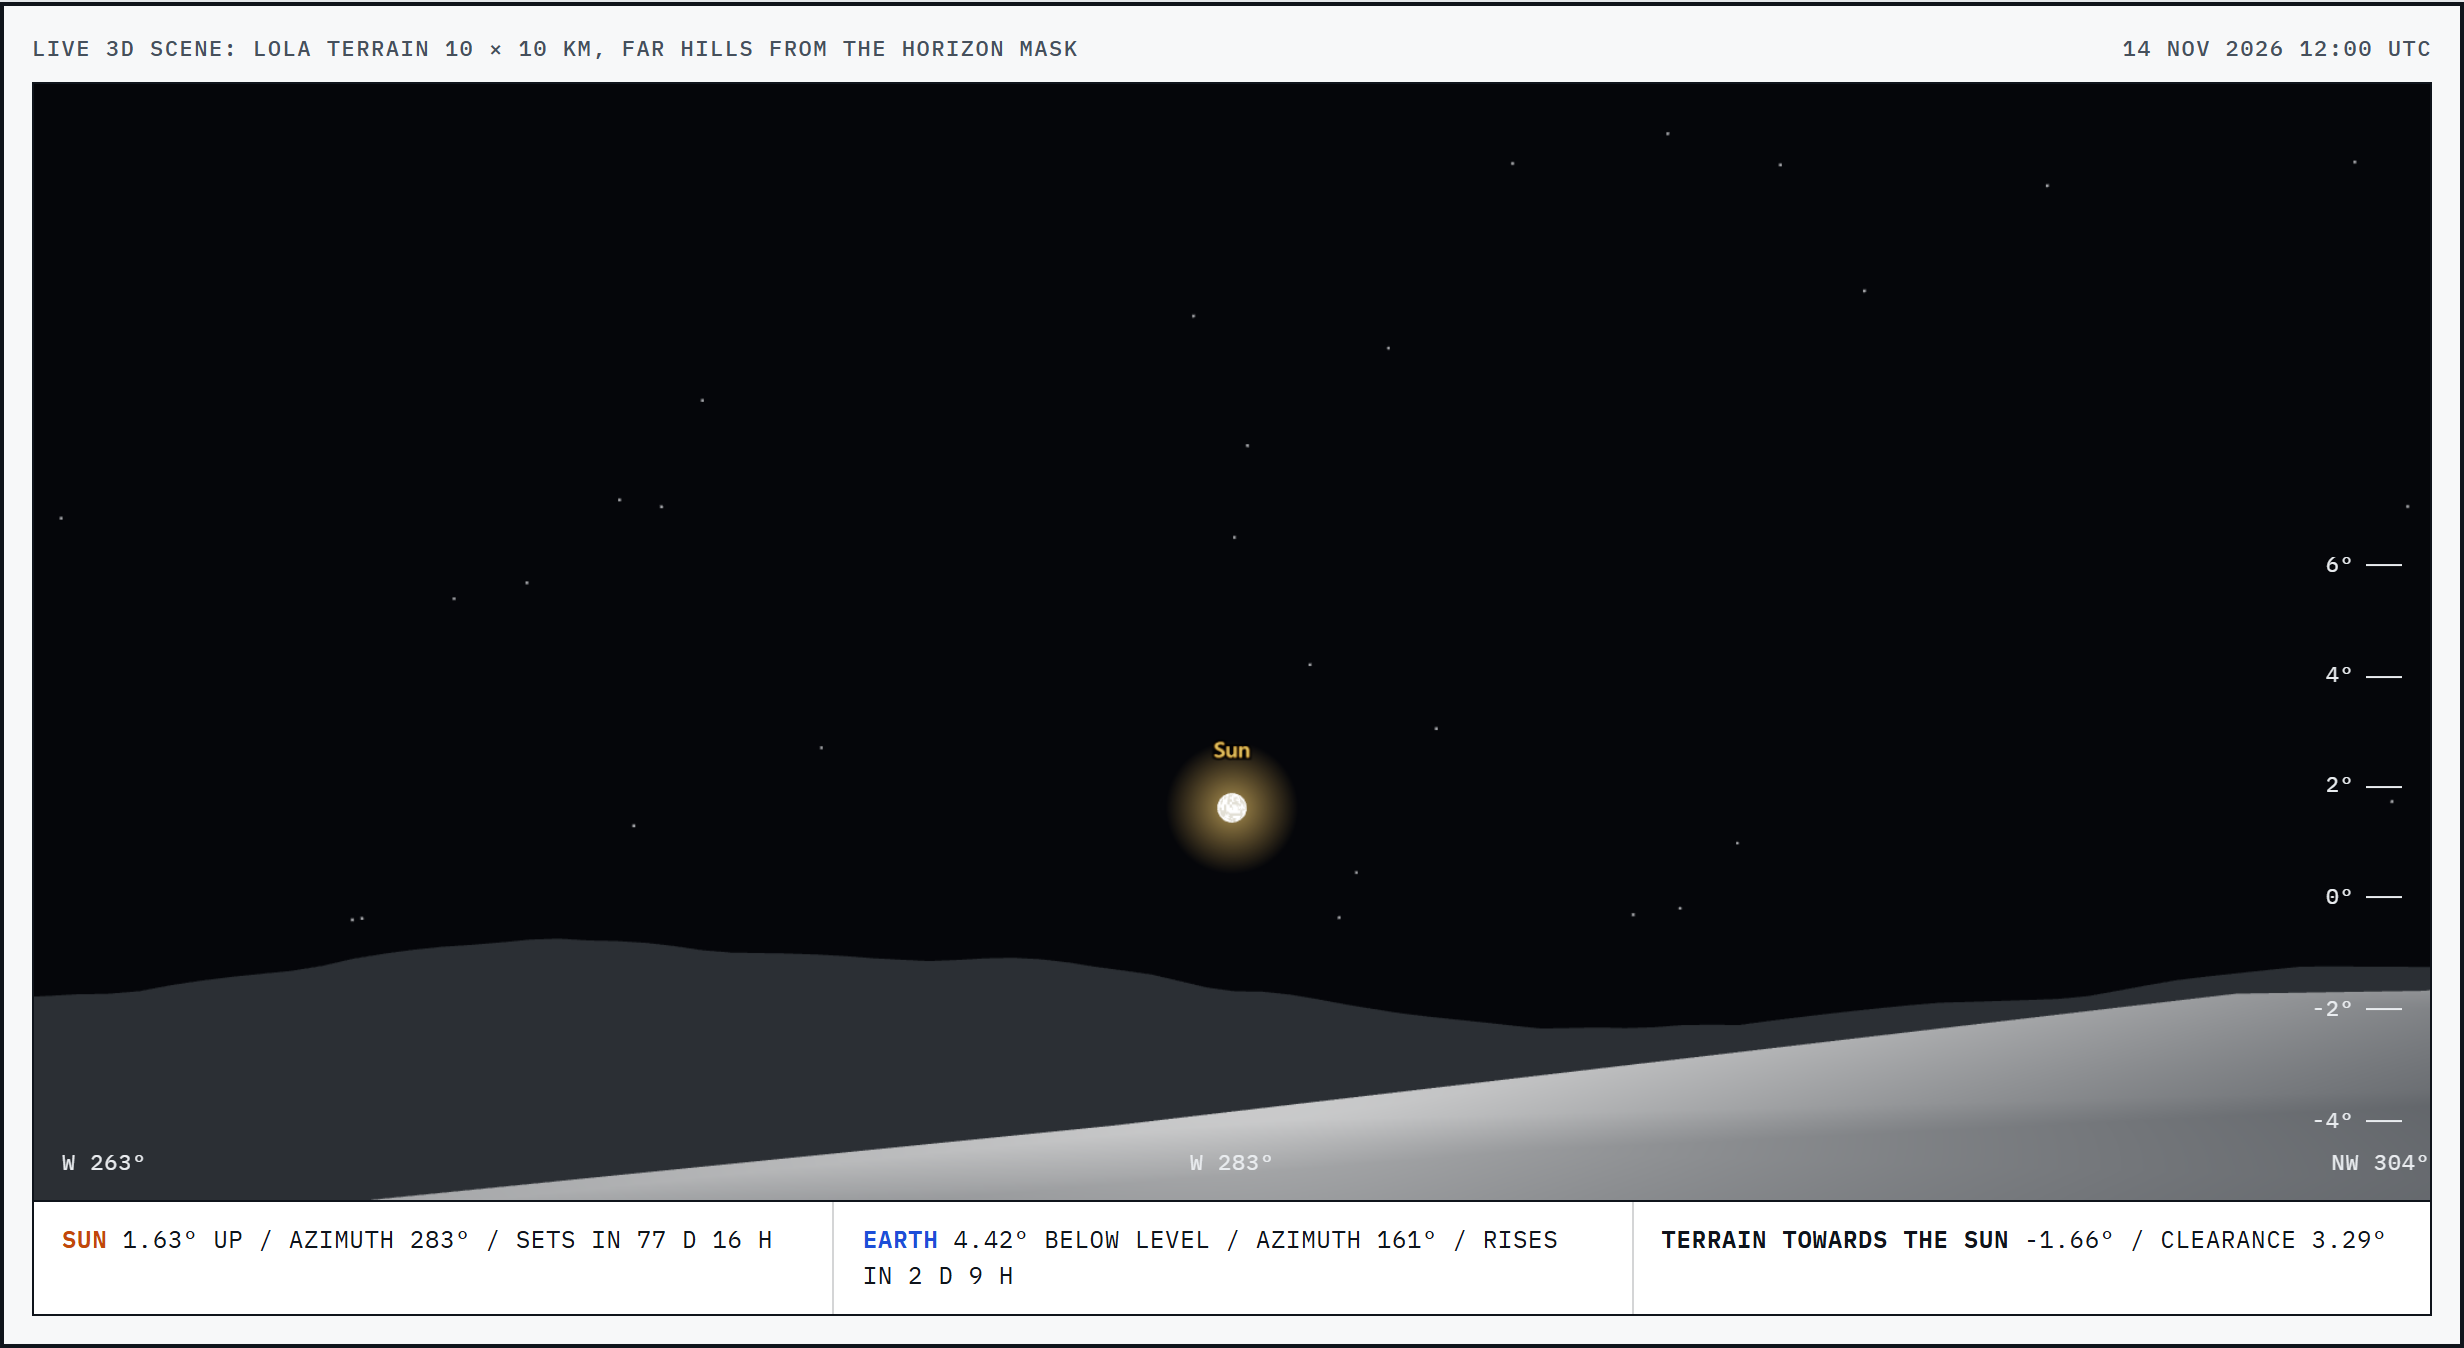 LIVE 3D SCENE: LOLA TERRAIN 10 × 10 KM, FAR HILLS FROM THE HORIZON MASK
14 NOV 2026 12:00 UTC
Sun
6°
4°
2°
0°
-2°
-4°
W 263°
W 283°
NW 304°
SUN 1.63° UP / AZIMUTH 283° / SETS IN 77 D 16 H
EARTH 4.42° BELOW LEVEL / AZIMUTH 161° / RISES
IN 2 D 9 H
TERRAIN TOWARDS THE SUN -1.66° / CLEARANCE 3.29°